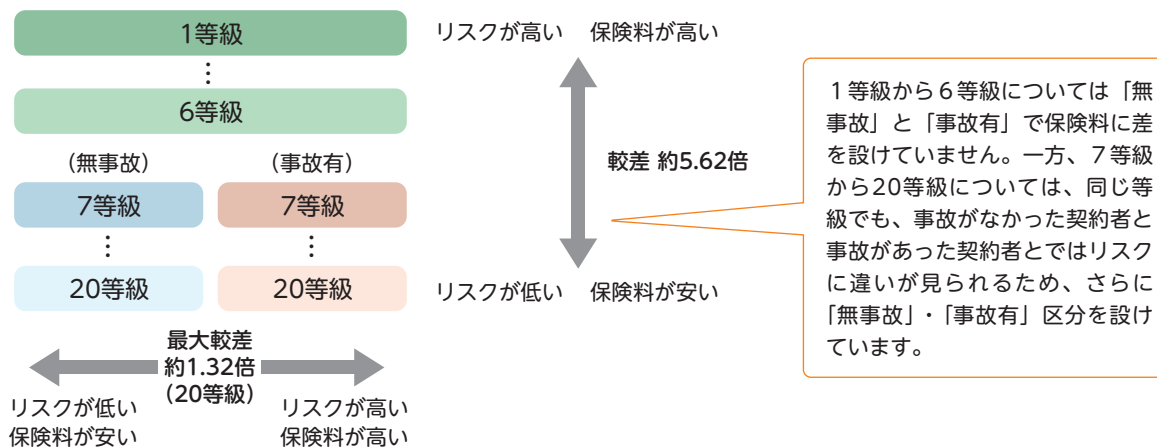 1等級
リスクが高い　保険料が高い
⋮
6等級
(無事故)　(事故有)
7等級　7等級
⋮　⋮
20等級　20等級
較差 約5.62倍
リスクが低い　保険料が安い
最大較差
約1.32倍
(20等級)
リスクが低い
保険料が安い
リスクが高い
保険料が高い
１等級から６等級については「無
事故」と「事故有」で保険料に差
を設けていません。一方、７等級
から20等級については、同じ等
級でも、事故がなかった契約者と
事故があった契約者とではリスク
に違いが見られるため、さらに
「無事故」・「事故有」区分を設け
ています。